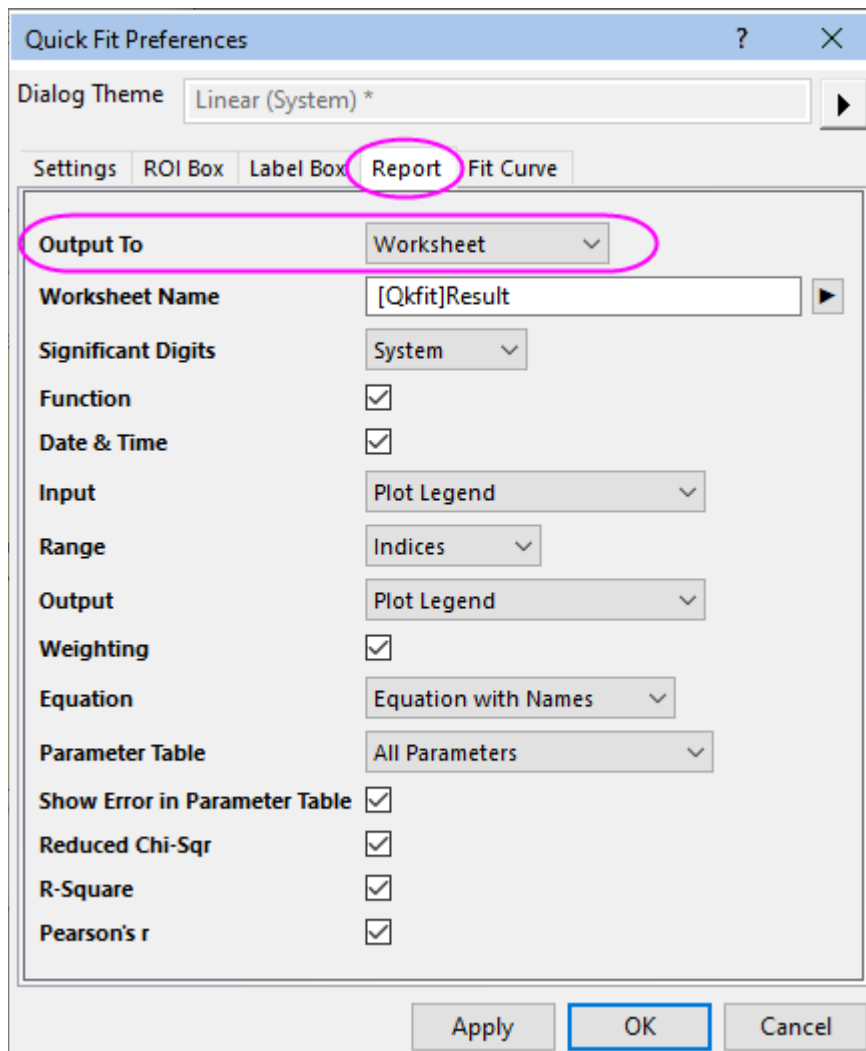 Quick Fit Preferences ?
Dialog Theme Linear (System) *
Settings ROI Box Label Box Report Fit Curve
Output To Worksheet
Worksheet Name [Qkfit]Result
Significant Digits System
Function
Date & Time
Input Plot Legend
Range Indices
Output Plot Legend
Weighting
Equation Equation with Names
Parameter Table All Parameters
Show Error in Parameter Table
Reduced Chi-Sqr
R-Square
Pearson's r
Apply OK Cancel